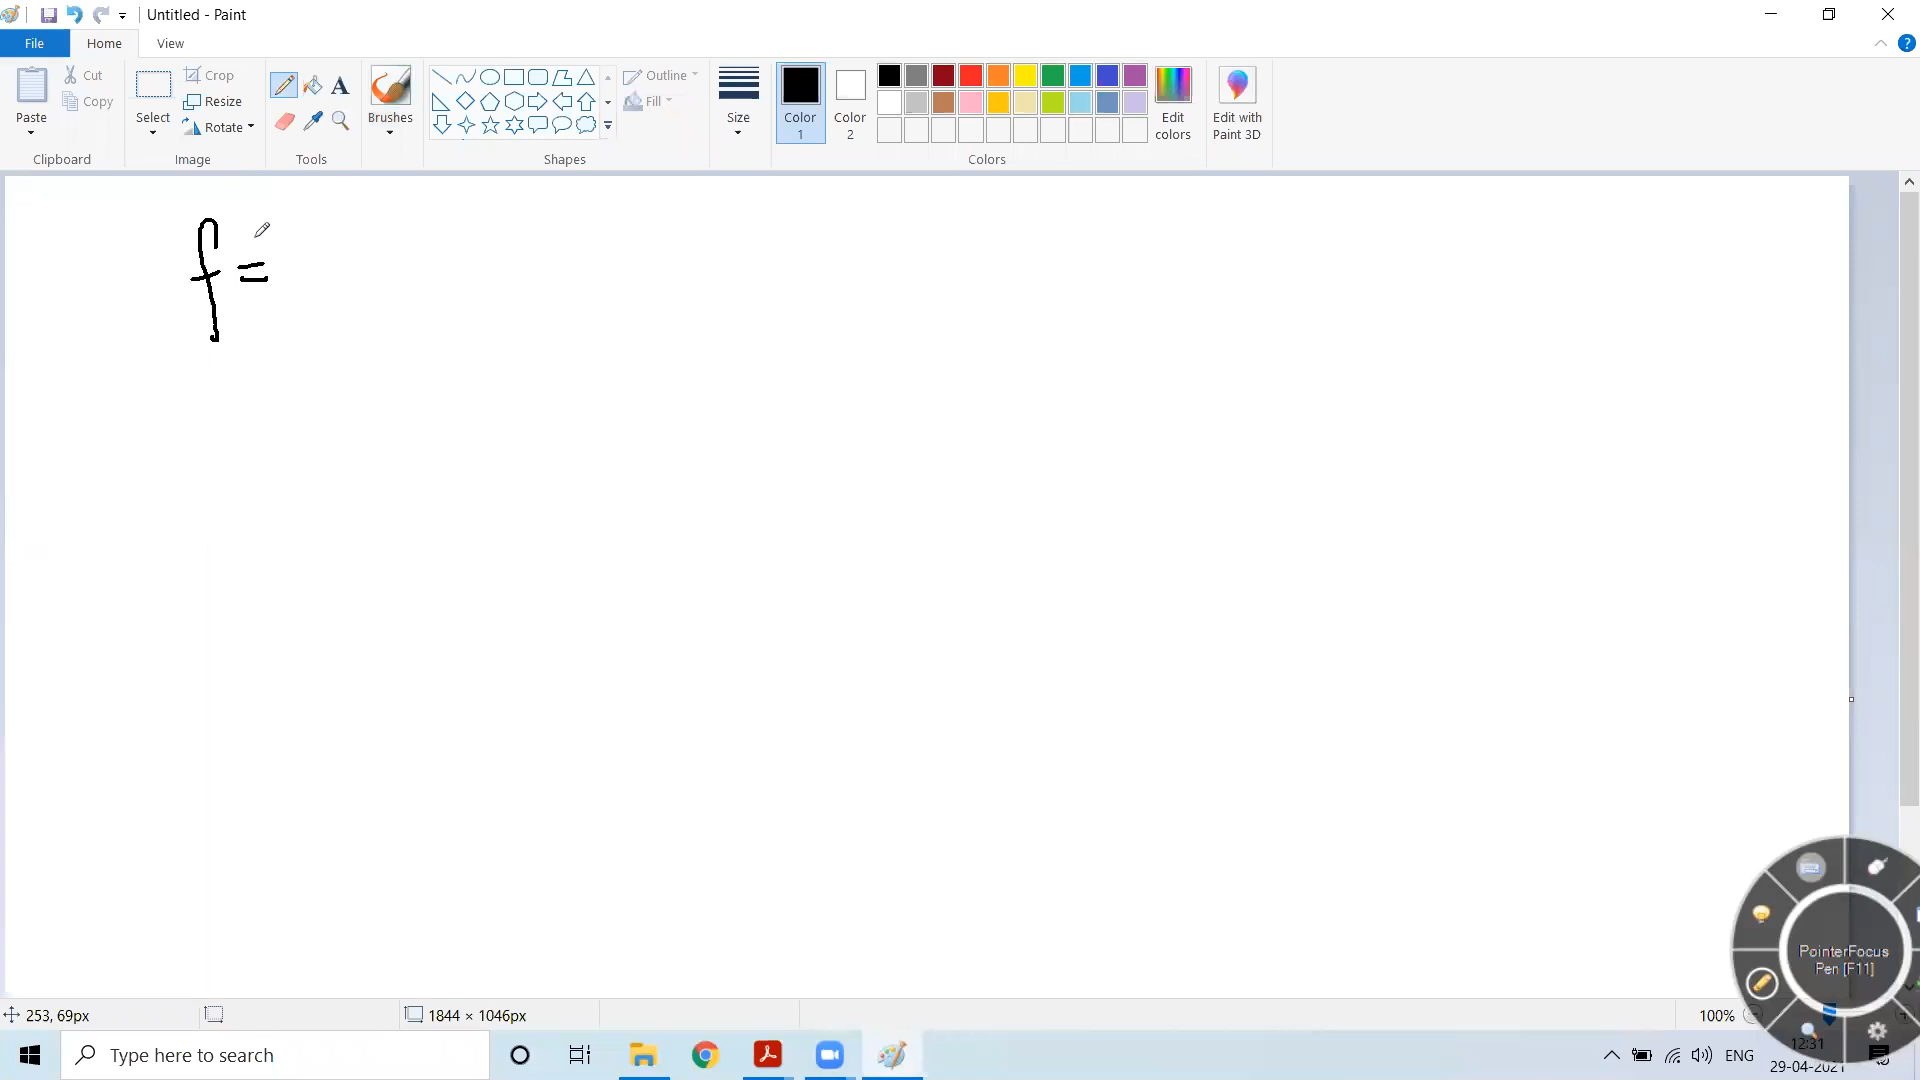 Untitled - Paint
File Home View
Paste
Cut
Copy
Clipboard
Select
Crop
Resize
Rotate
Image
Tools
Brushes
Shapes
Outline
Fill
Size
Color 1
Color 2
Colors
Edit colors
Edit with Paint 3D
f =
PointerFocus
Pen [F11]
253, 69px
1844 × 1046px
100%
Type here to search
ENG
12:31
29-04-2021